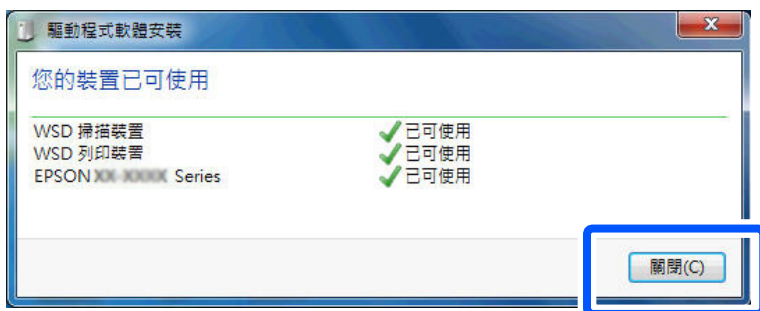 驅動程式軟體安裝
您的裝置已可使用
WSD 掃描裝置 已可使用
WSD 列印裝置 已可使用
EPSON Series 已可使用
關閉(C)